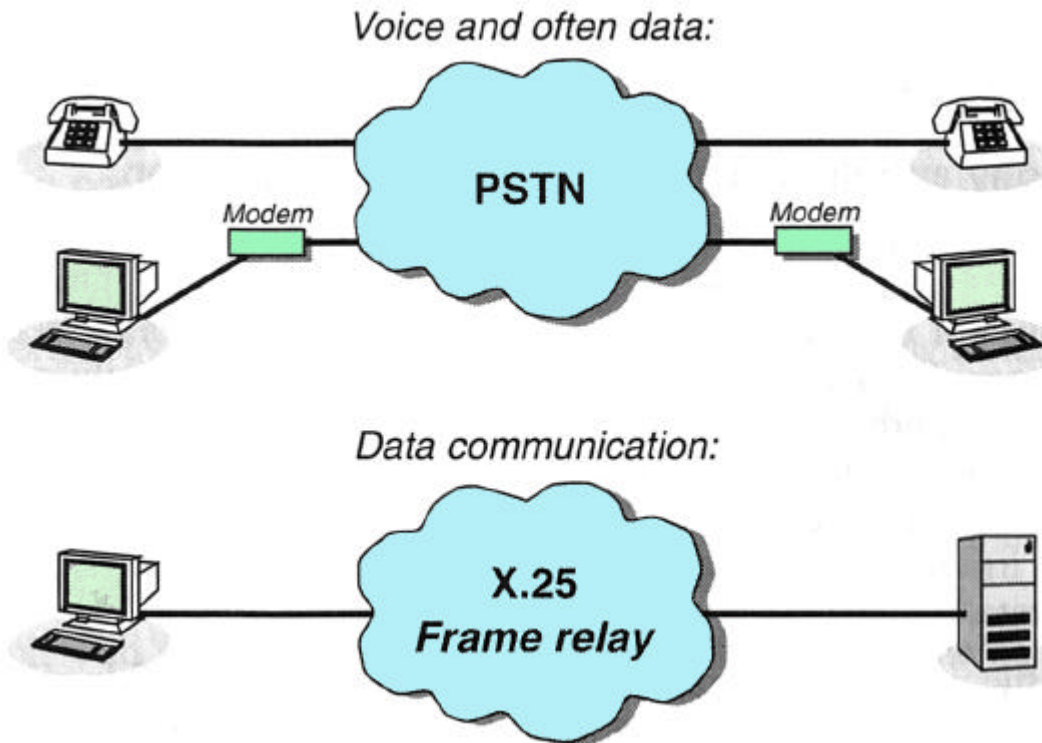 Voice and often data:
PSTN
Modem
Modem
Data communication:
X.25
Frame relay